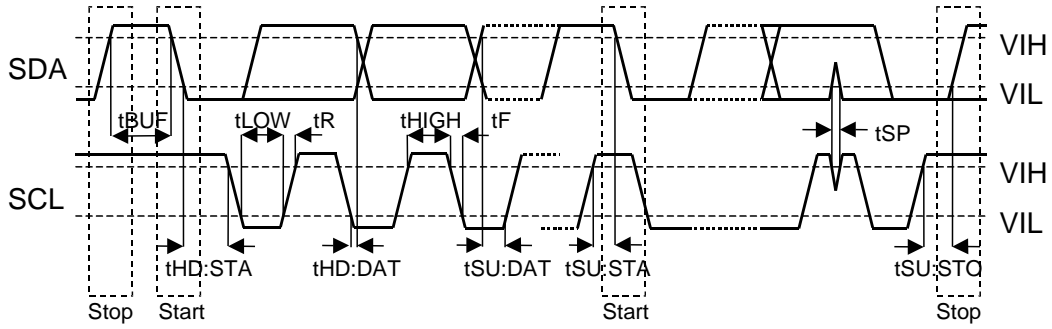 VIH
SDA
VIL
tBUF tLOW tR tHIGH tF
tSP
VIH
SCL
VIL
tHD:STA tHD:DAT tSU:DAT tSU:STA tSU:STO
Stop Start Start Stop